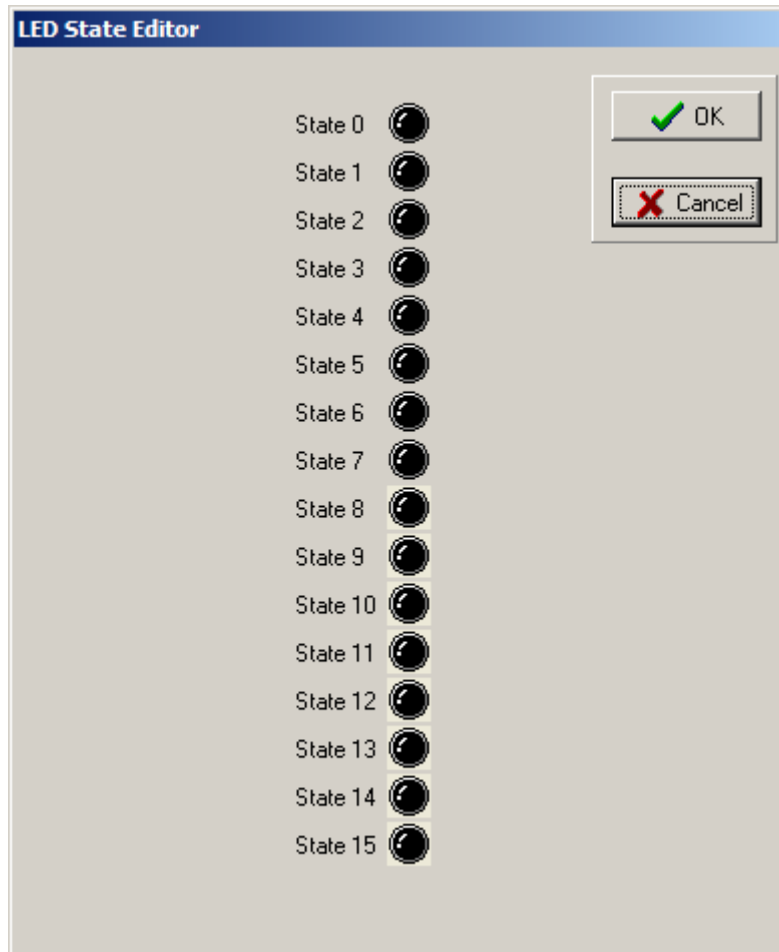 LED State Editor
State 0
OK
State 1
Cancel
State 2
State 3
State 4
State 5
State 6
State 7
State 8
State 9
State 10
State 11
State 12
State 13
State 14
State 15